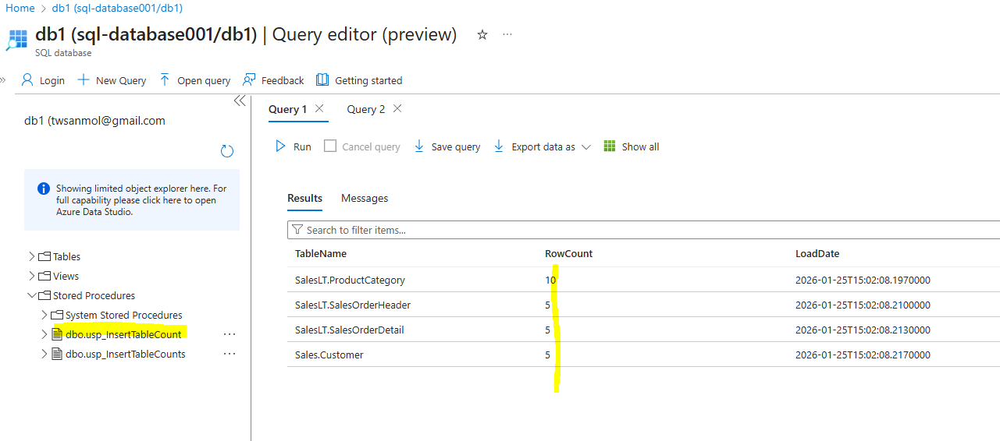 Home > db1 (sql-database001/db1)
db1 (sql-database001/db1) | Query editor (preview) ☆ ...
SQL database
» Login New Query Open query Feedback Getting started
db1 (twsanmol@gmail.com
Showing limited object explorer here. For
full capability please click here to open
Azure Data Studio.
Tables
Views
Stored Procedures
System Stored Procedures
dbo.usp_InsertTableCount ...
dbo.usp_InsertTableCounts ...
Query 1 Query 2
Run Cancel query Save query Export data as Show all
Results Messages
Search to filter items...
TableName RowCount LoadDate
SalesLT.ProductCategory 10 2026-01-25T15:02:08.1970000
SalesLT.SalesOrderHeader 5 2026-01-25T15:02:08.2100000
SalesLT.SalesOrderDetail 5 2026-01-25T15:02:08.2130000
Sales.Customer 5 2026-01-25T15:02:08.2170000